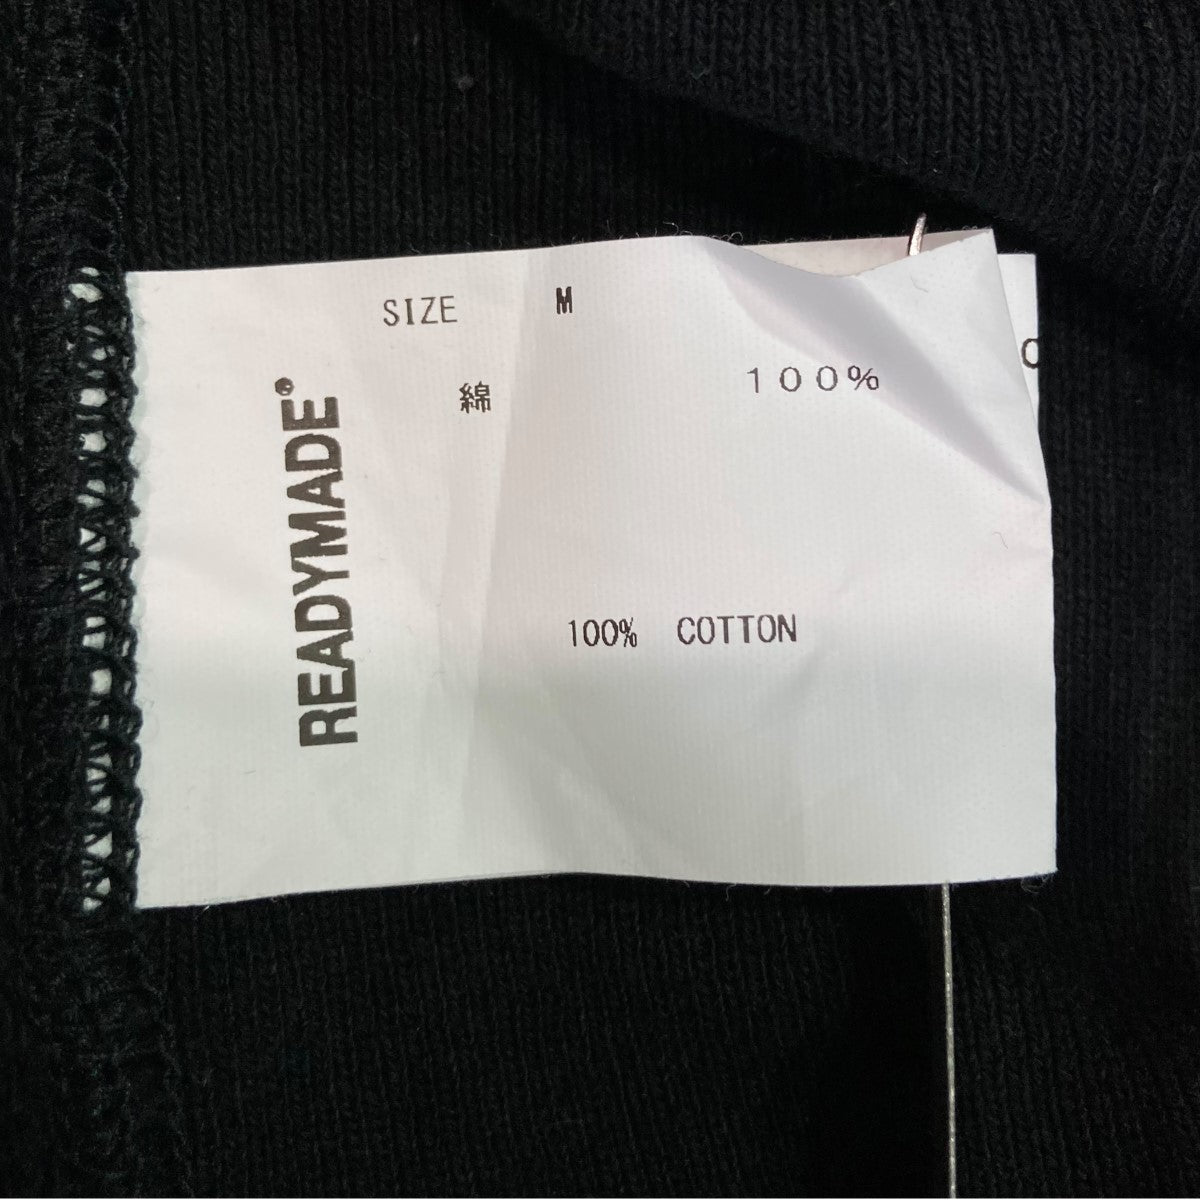 SIZE M
綿 １００%
100% COTTON
READYMADE®